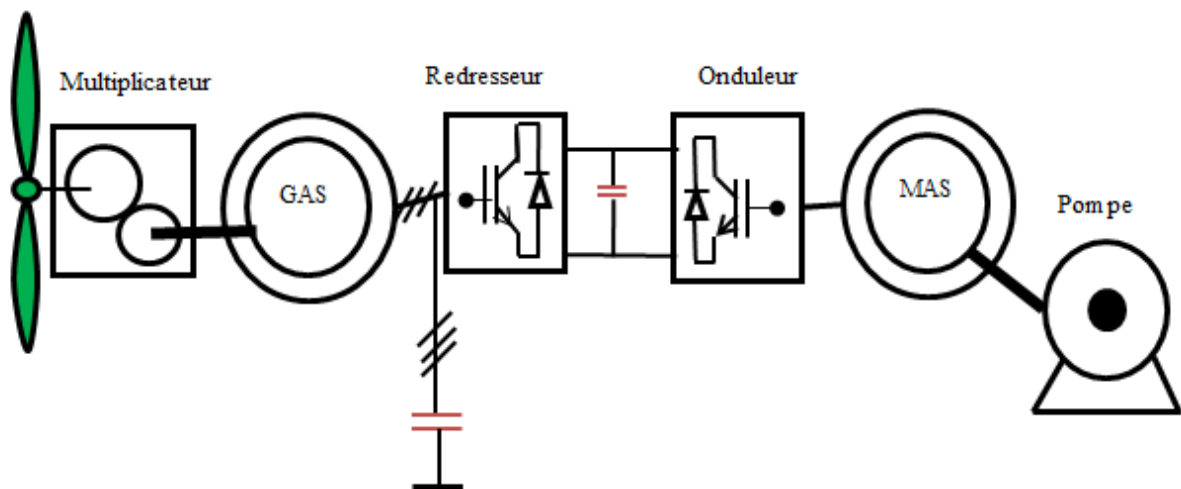 Multiplicateur
Redresseur
Onduleur
GAS
MAS
Pompe